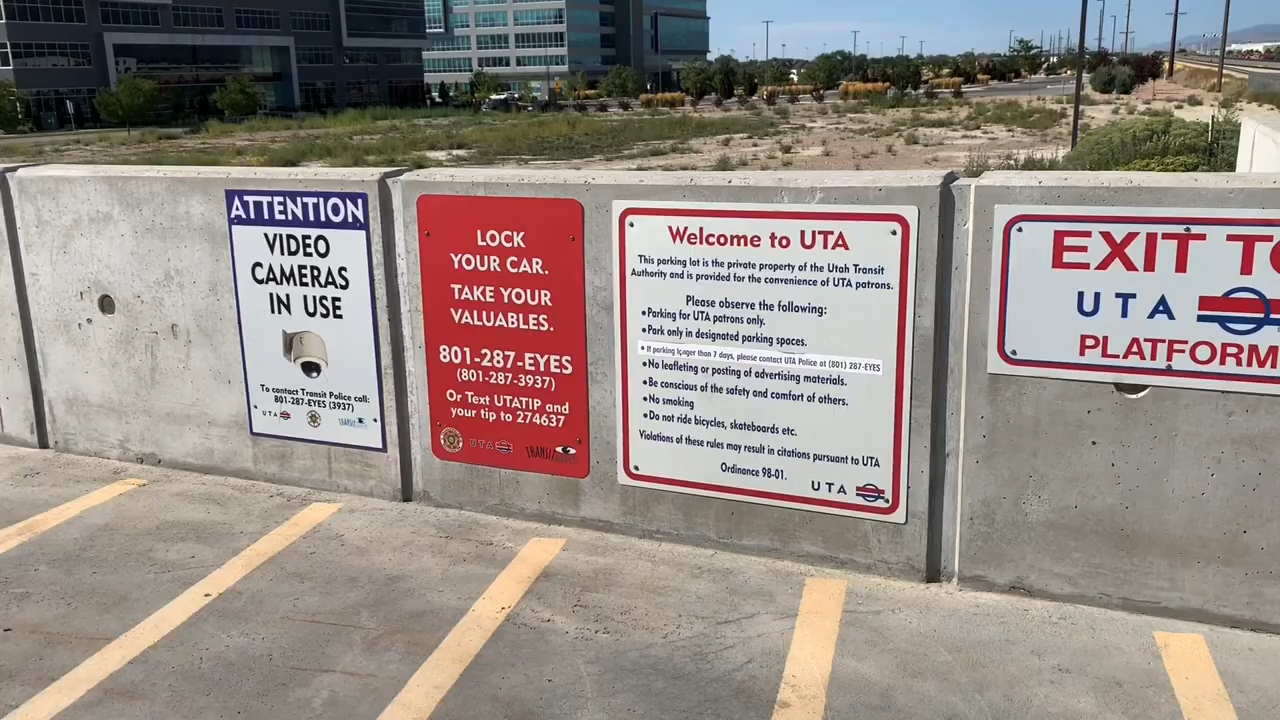 ATTENTION
VIDEO
CAMERAS
IN USE
To contact Transit Police call:
801-287-EYES (3937)
UTA
LOCK
YOUR CAR.
TAKE YOUR
VALUABLES.
801-287-EYES
(801-287-3937)
Or Text UTATIP and
your tip to 274637
UTA
TRANSIT
Welcome to UTA
This parking lot is the private property of the Utah Transit
Authority and is provided for the convenience of UTA patrons.
Please observe the following:
•Parking for UTA patrons only.
•Park only in designated parking spaces.
• If parking longer than 7 days, please contact UTA Police at (801) 287-EYES
•No leafleting or posting of advertising materials.
•Be conscious of the safety and comfort of others.
•No smoking
•Do not ride bicycles, skateboards etc.
Violations of these rules may result in citations pursuant to UTA
Ordinance 98-01.
UTA
EXIT TO
UTA
PLATFORM